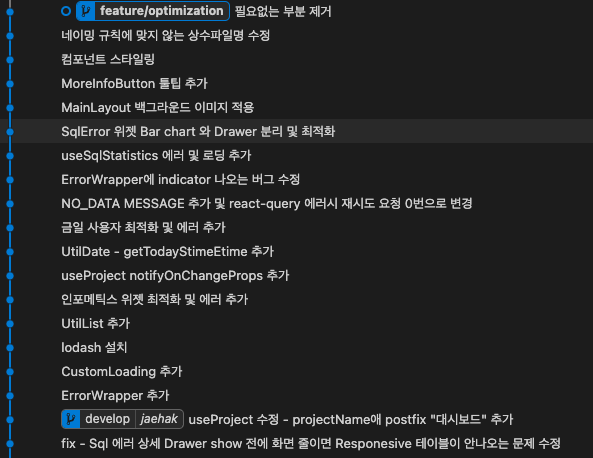 feature/optimization 필요없는 부분 제거
네이밍 규칙에 맞지 않는 상수파일명 수정
컴포넌트 스타일링
MoreInfoButton 툴팁 추가
MainLayout 백그라운드 이미지 적용
SqlError 위젯 Bar chart 와 Drawer 분리 및 최적화
useSqlStatistics 에러 및 로딩 추가
ErrorWrapper에 indicator 나오는 버그 수정
NO_DATA MESSAGE 추가 및 react-query 에러시 재시도 요청 0번으로 변경
금일 사용자 최적화 및 에러 추가
UtilDate - getTodayStimeEtime 추가
useProject notifyOnChangeProps 추가
인포메틱스 위젯 최적화 및 에러 추가
UtilList 추가
lodash 설치
CustomLoading 추가
ErrorWrapper 추가
develop jaehak useProject 수정 - projectName애 postfix "대시보드" 추가
fix - Sql 에러 상세 Drawer show 전에 화면 줄이면 Responesive 테이블이 안나오는 문제 수정